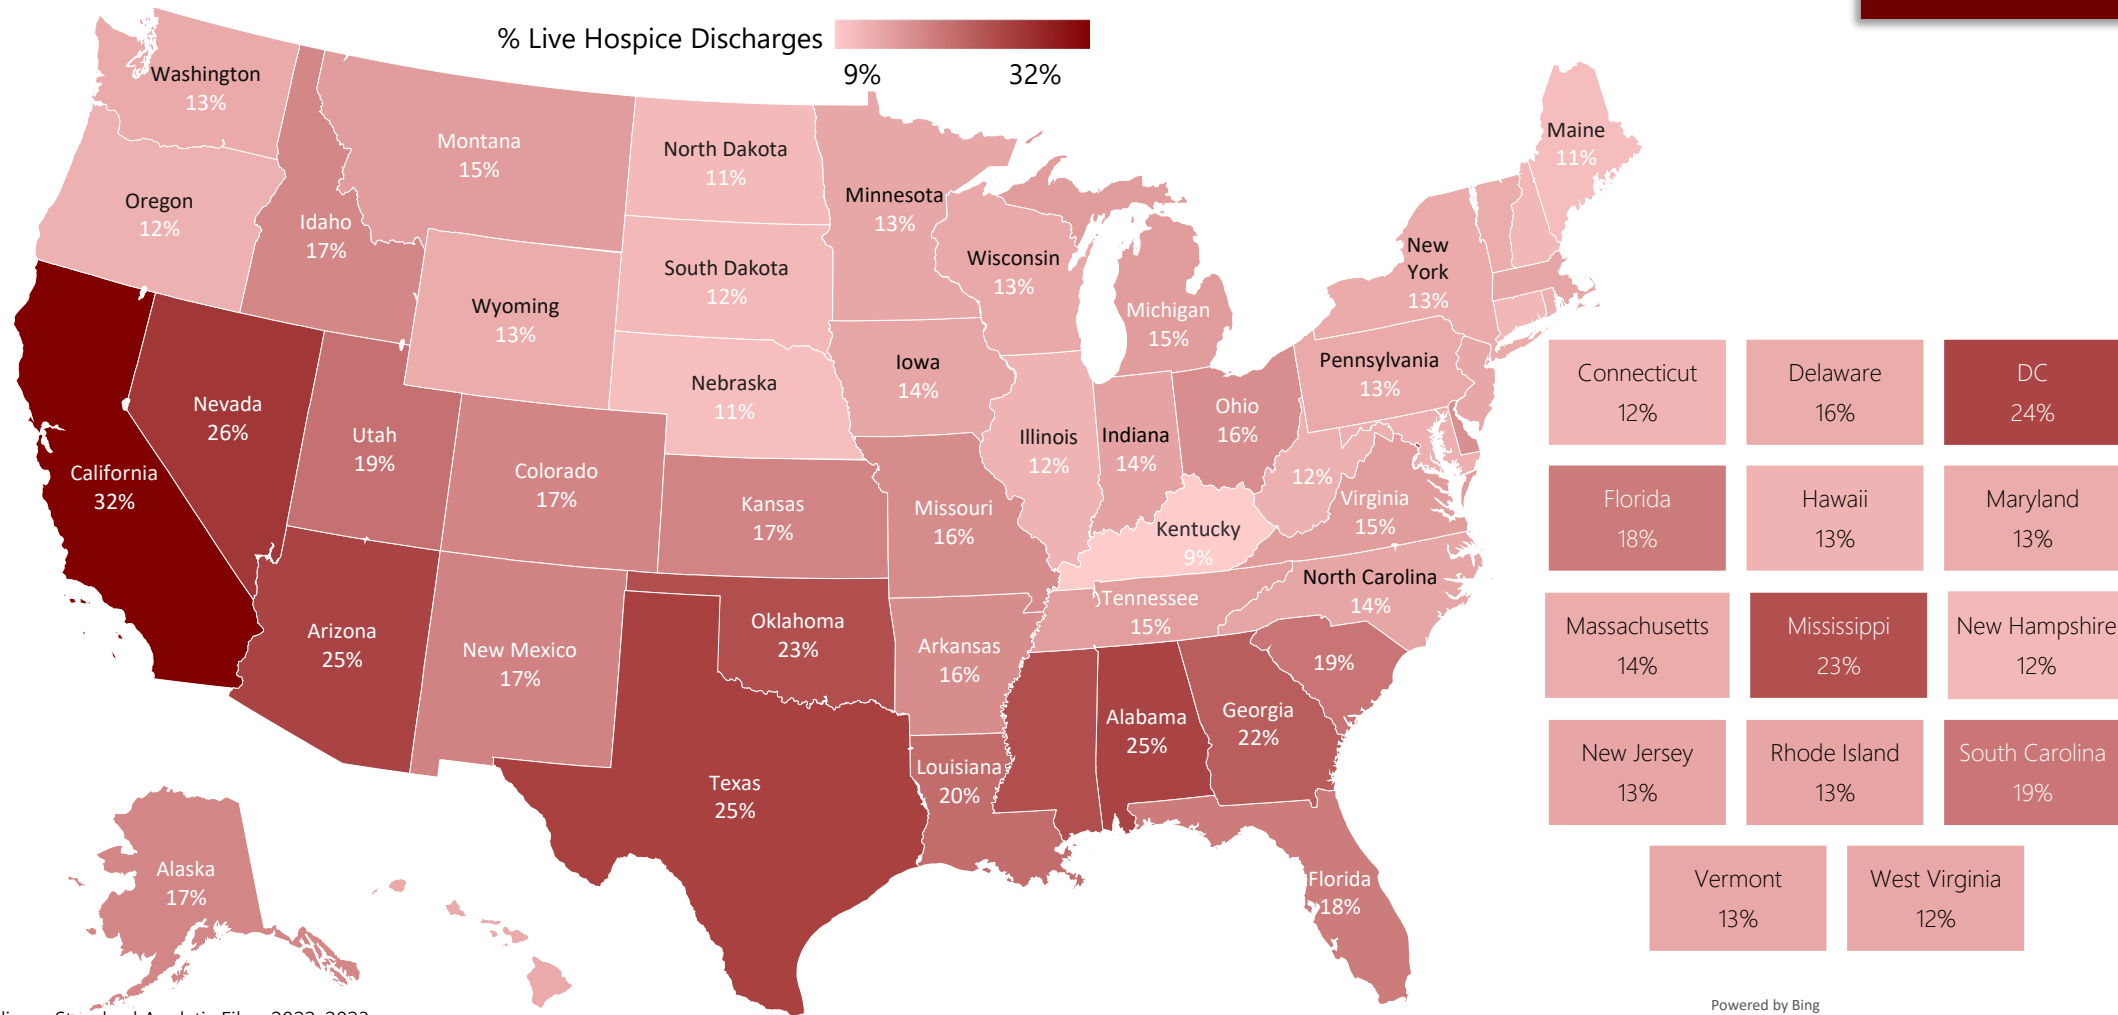 % Live Hospice Discharges
9% 32%
Washington
13%
Montana
15%
North Dakota
11%
Minnesota
13%
Maine
11%
Oregon
12%
Idaho
17%
South Dakota
12%
Wisconsin
13%
New
York
13%
Wyoming
13%
Michigan
15%
Iowa
14%
Pennsylvania
13%
Nebraska
11%
Nevada
26%
Utah
19%
Ohio
16%
Illinois
12%
Indiana
14%
California
32%
Colorado
17%
Kansas
17%
Missouri
16%
12%
Virginia
15%
Kentucky
9%
North Carolina
14%
Tennessee
15%
Arizona
25%
New Mexico
17%
Oklahoma
23%
Arkansas
16%
19%
Alabama
25%
Georgia
22%
Texas
25%
Louisiana
20%
Alaska
17%
Florida
18%
Connecticut
12%
Delaware
16%
DC
24%
Florida
18%
Hawaii
13%
Maryland
13%
Massachusetts
14%
Mississippi
23%
New Hampshire
12%
New Jersey
13%
Rhode Island
13%
South Carolina
19%
Vermont
13%
West Virginia
12%
Powered by Bing